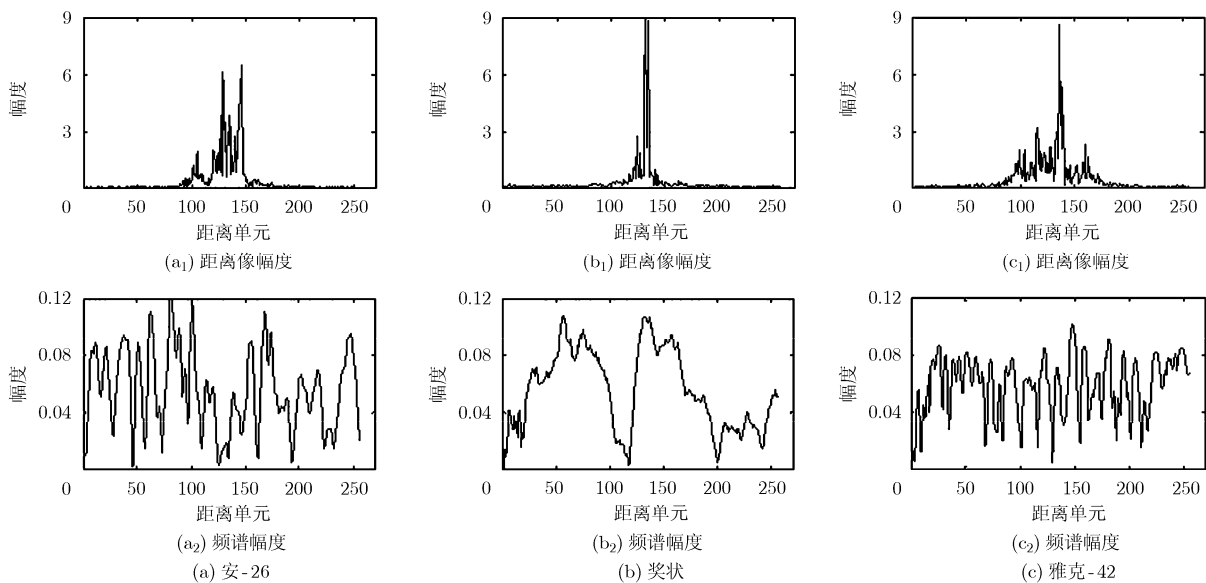 9
6
3
幅度
0 50 100 150 200 250
距离单元
(a₁) 距离像幅度
9
6
3
幅度
0 50 100 150 200 250
距离单元
(b₁) 距离像幅度
9
6
3
幅度
0 50 100 150 200 250
距离单元
(c₁) 距离像幅度
0.12
0.08
0.04
幅度
0 50 100 150 200 250
距离单元
(a₂) 频谱幅度
(a) 安-26
0.12
0.08
0.04
幅度
0 50 100 150 200 250
距离单元
(b₂) 频谱幅度
(b) 奖状
0.12
0.08
0.04
幅度
0 50 100 150 200 250
距离单元
(c₂) 频谱幅度
(c) 雅克-42